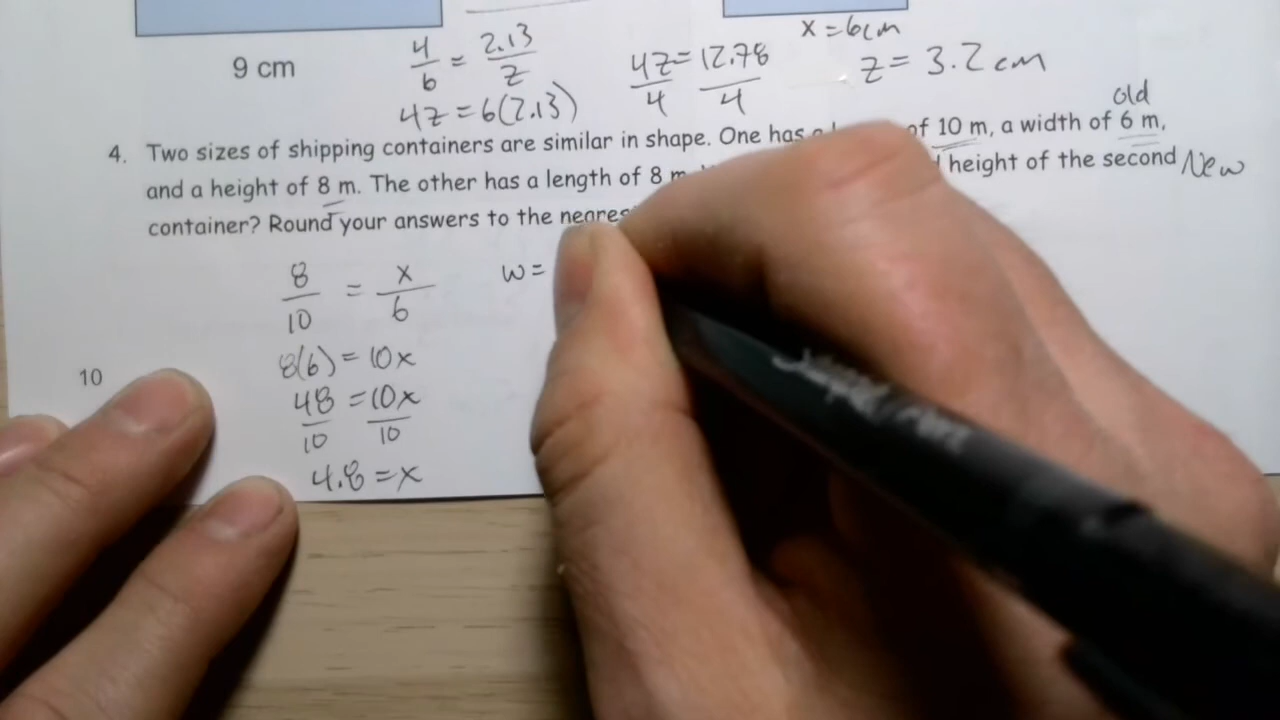 9 cm
4/6 = 2.13/z
4z = 6(2.13)
4z/4 = 12.78/4
x = 6cm
z = 3.2 cm
old
4. Two sizes of shipping containers are similar in shape. One has of 10 m, a width of 6 m,
and a height of 8 m. The other has a length of 8 m height of the second New
container? Round your answers to the
8/10 = x/6
8(6) = 10x
48/10 = 10x/10
4.8 = x
w =
10